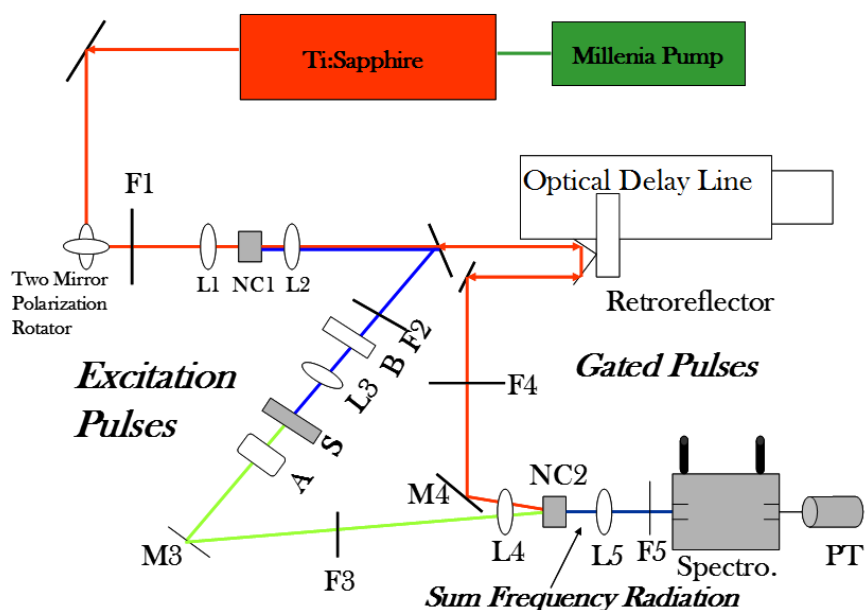 Ti:Sapphire
Millenia Pump
F1
Optical Delay Line
L1
NC1
L2
Two Mirror
Polarization
Rotator
Retroreflector
F2
B
L3
Excitation
Pulses
Gated Pulses
F4
S
A
M4
NC2
M3
F3
L4
L5
F5
Spectro.
PT
Sum Frequency Radiation